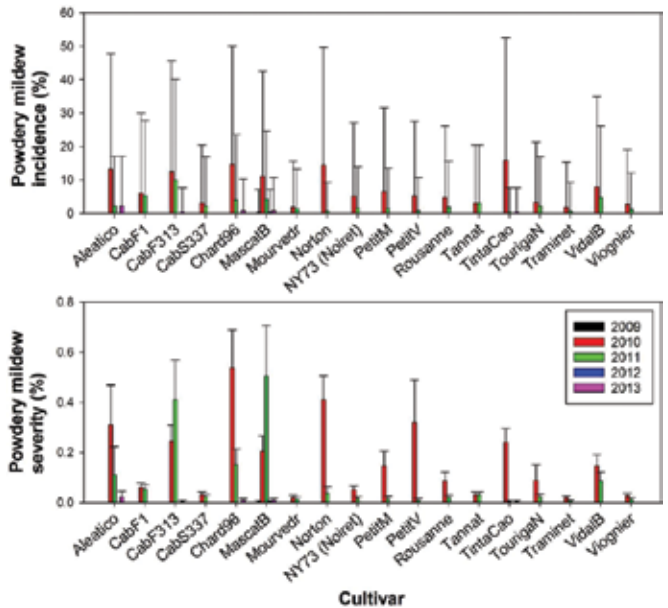 Powdery mildew
incidence (%)
60
50
40
30
20
10
0
Aleatico
CabF1
CabF313
CabS337
Chard96
MascatB
Mourvedr
Norton
NY73 (Noiret)
PetitM
PetitV
Rousanne
Tannat
TintaCao
TourigaN
Traminet
VidalB
Viognier
Powdery mildew
severity (%)
0.8
0.6
0.4
0.2
0.0
2009
2010
2011
2012
2013
Aleatico
CabF1
CabF313
CabS337
Chard96
MascatB
Mourvedr
Norton
NY73 (Noiret)
PetitM
PetitV
Rousanne
Tannat
TintaCao
TourigaN
Traminet
VidalB
Viognier
Cultivar